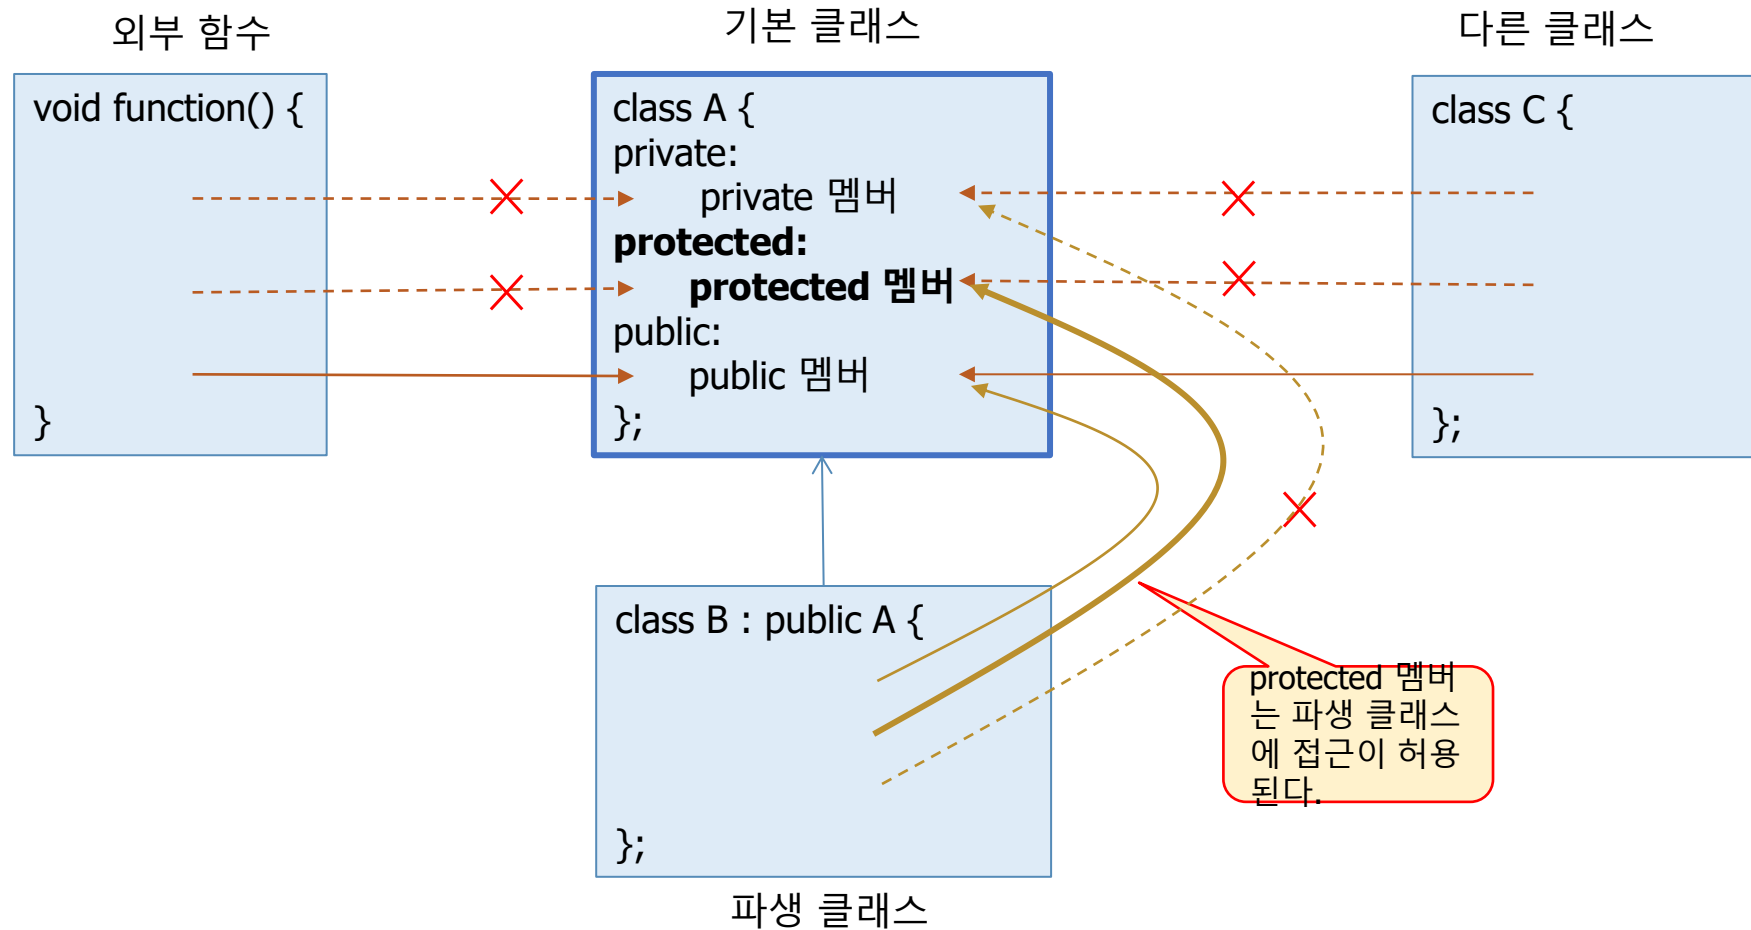 외부 함수
기본 클래스
다른 클래스
void function() {
}
class A {
private:
private 멤버
protected:
protected 멤버
public:
public 멤버
};
class C {
};
class B : public A {
};
파생 클래스
protected 멤버
는 파생 클래스
에 접근이 허용
된다.